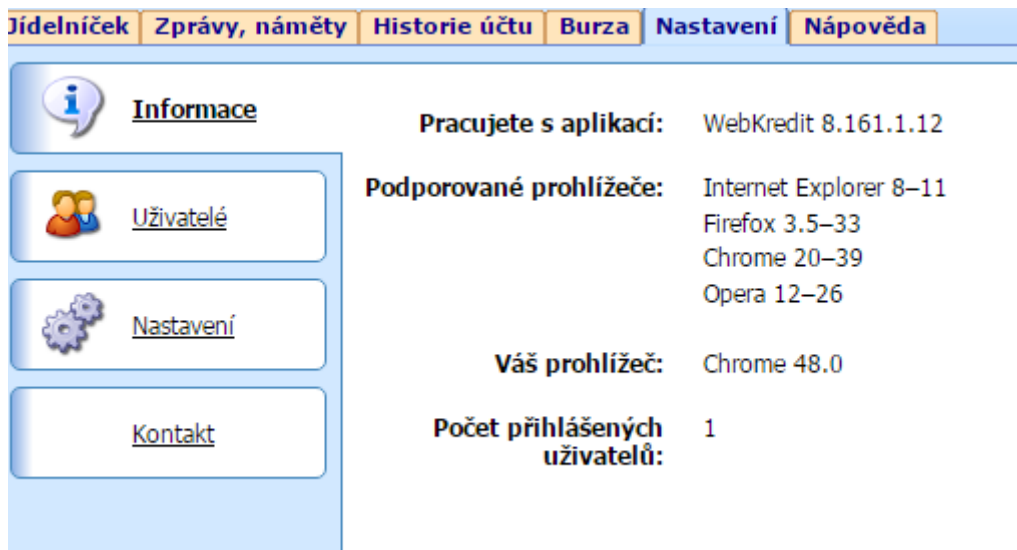 Jídelníček Zprávy, náměty Historie účtu Burza Nastavení Nápověda
Informace
Uživatelé
Nastavení
Kontakt
Pracujete s aplikací: WebKredit 8.161.1.12
Podporované prohlížeče: Internet Explorer 8–11
Firefox 3.5–33
Chrome 20–39
Opera 12–26
Váš prohlížeč: Chrome 48.0
Počet přihlášených 1
uživatelů: